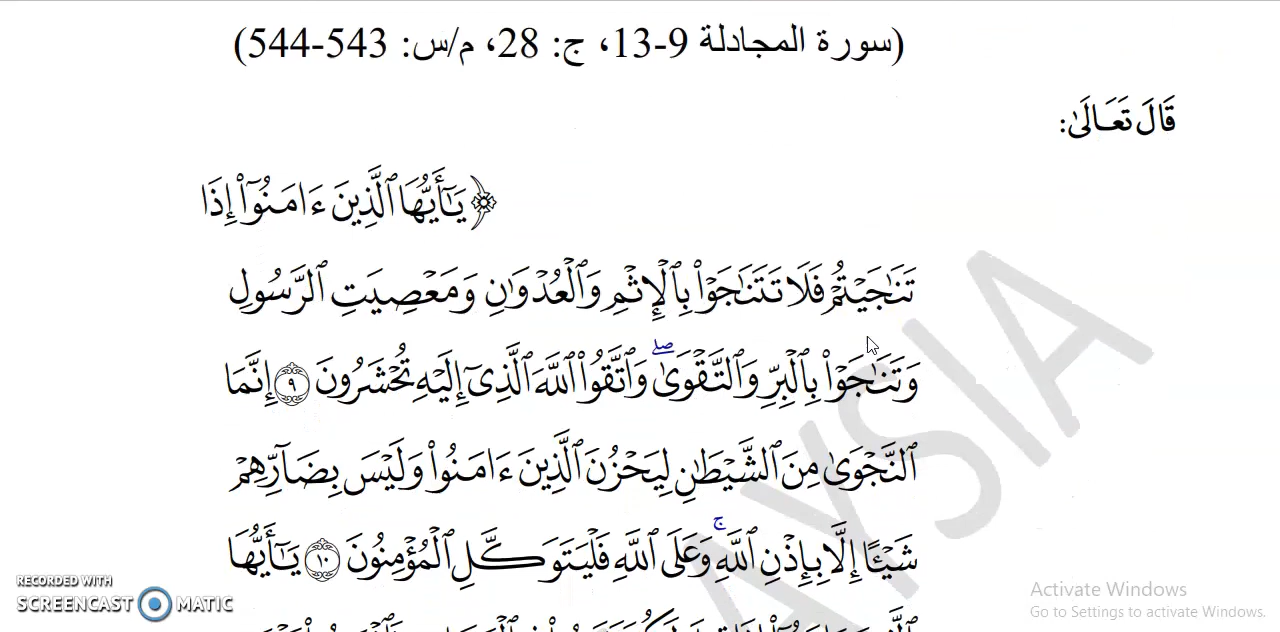 (سورة المجادلة 9-13، ج: 28، م/س: 543-544)
قَالَ تَعَالَىٰ:
۞ يَـٰٓأَيُّهَا ٱلَّذِينَ ءَامَنُوٓا۟ إِذَا
تَنَـٰجَيْتُمْ فَلَا تَتَنَـٰجَوْا۟ بِٱلْإِثْمِ وَٱلْعُدْوَٰنِ وَمَعْصِيَتِ ٱلرَّسُولِ
وَتَنَـٰجَوْا۟ بِٱلْبِرِّ وَٱلتَّقْوَىٰ ۖ وَٱتَّقُوا۟ ٱللَّهَ ٱلَّذِىٓ إِلَيْهِ تُحْشَرُونَ ٩ إِنَّمَا
ٱلنَّجْوَىٰ مِنَ ٱلشَّيْطَـٰنِ لِيَحْزُنَ ٱلَّذِينَ ءَامَنُوا۟ وَلَيْسَ بِضَآرِّهِمْ
شَيْـًٔا إِلَّا بِإِذْنِ ٱللَّهِ ۚ وَعَلَى ٱللَّهِ فَلْيَتَوَكَّلِ ٱلْمُؤْمِنُونَ ١٠ يَـٰٓأَيُّهَا
AYSIA
RECORDED WITH
SCREENCAST MATIC
Activate Windows
Go to Settings to activate Windows.